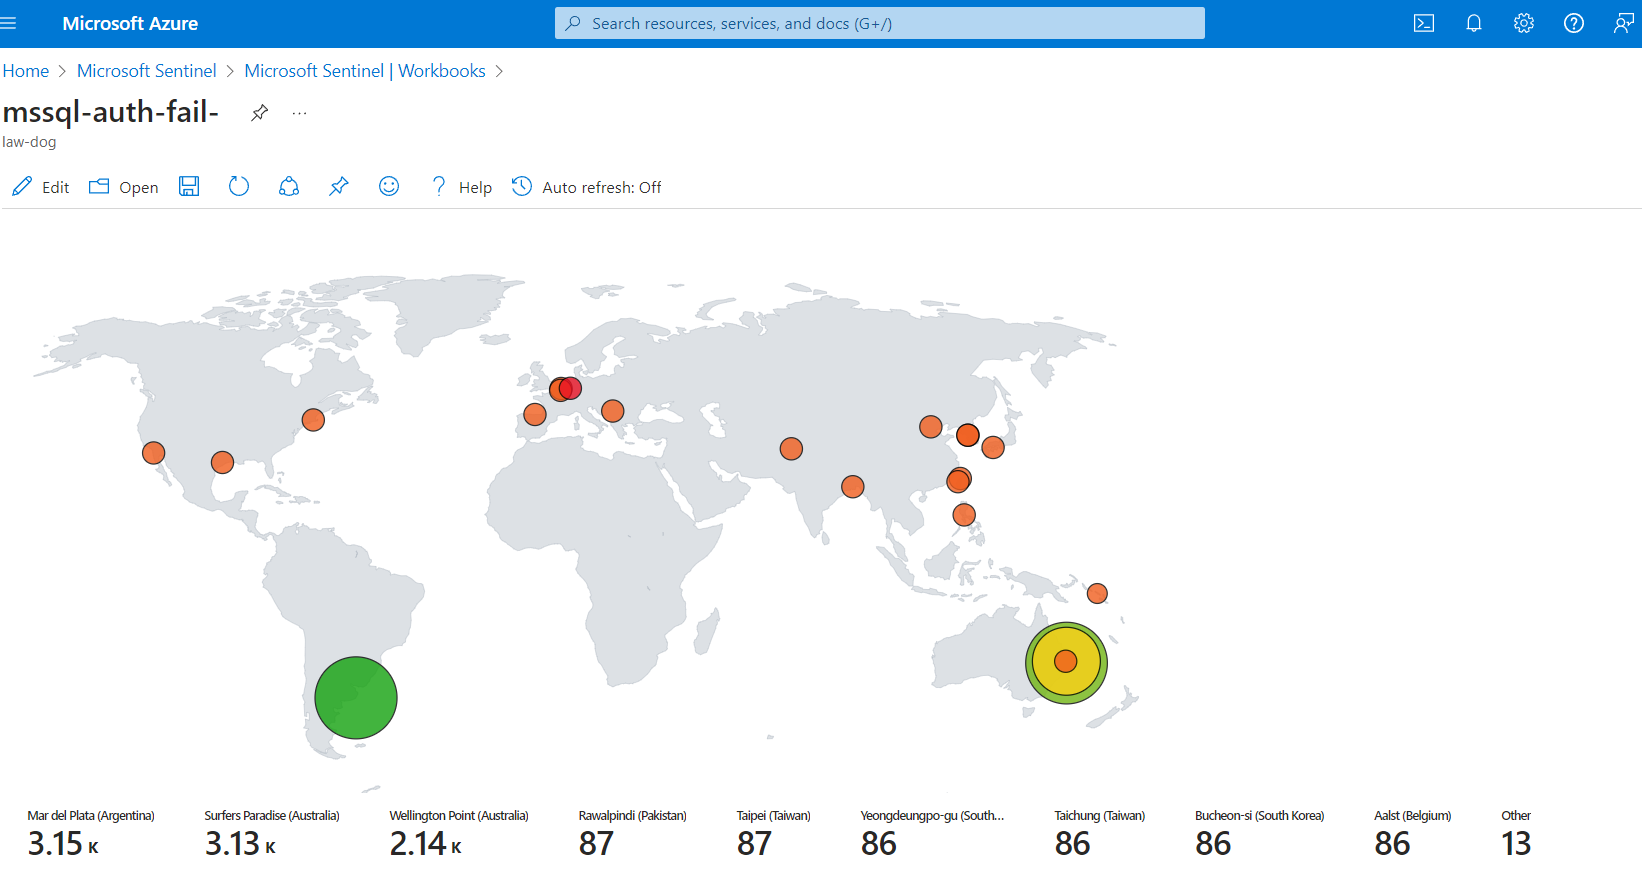 Microsoft Azure
Search resources, services, and docs (G+/)
Home > Microsoft Sentinel > Microsoft Sentinel | Workbooks >
mssql-auth-fail- ...
law-dog
Edit Open ? Help Auto refresh: Off
Mar del Plata (Argentina)
3.15 K
Surfers Paradise (Australia)
3.13 K
Wellington Point (Australia)
2.14 K
Rawalpindi (Pakistan)
87
Taipei (Taiwan)
87
Yeongdeungpo-gu (South...
86
Taichung (Taiwan)
86
Bucheon-si (South Korea)
86
Aalst (Belgium)
86
Other
13